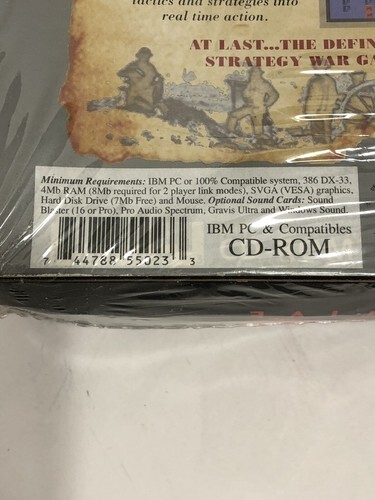 tactics and strategies into
real time action.
AT LAST...THE DEFIN
STRATEGY WAR GA
Minimum Requirements: IBM PC or 100% Compatible system, 386 DX-33,
4Mb RAM (8Mb required for 2 player link modes), SVGA (VESA) graphics,
Hard Disk Drive (7Mb Free) and Mouse. Optional Sound Cards: Sound
Blaster (16 or Pro), Pro Audio Spectrum, Gravis Ultra and Windows Sound.
IBM PC & Compatibles
CD-ROM
7 44788 55023 3